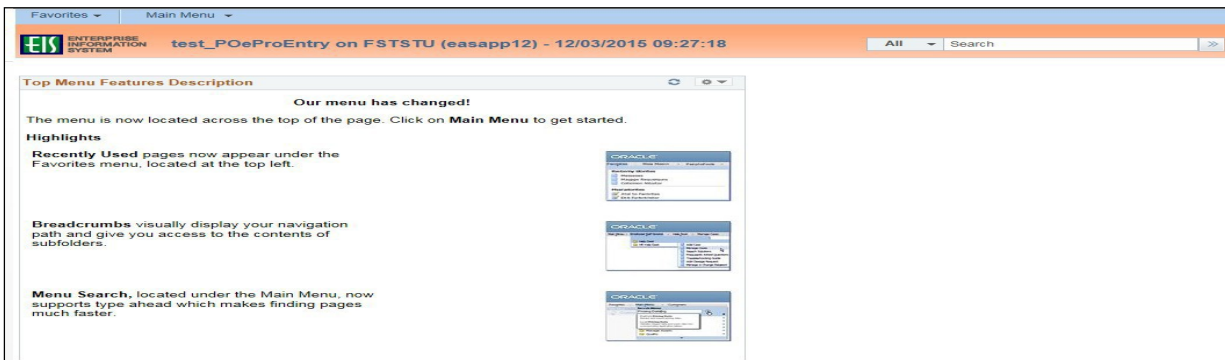 Favorites Main Menu
EIS ENTERPRISE INFORMATION SYSTEM
test_POeProEntry on FSTSTU (easapp12) - 12/03/2015 09:27:18
All Search
Top Menu Features Description
Our menu has changed!
The menu is now located across the top of the page. Click on Main Menu to get started.
Highlights
Recently Used pages now appear under the
Favorites menu, located at the top left.
ORACLE
Breadcrumbs visually display your navigation
path and give you access to the contents of
subfolders.
ORACLE
Menu Search, located under the Main Menu, now
supports type ahead which makes finding pages
much faster.
ORACLE